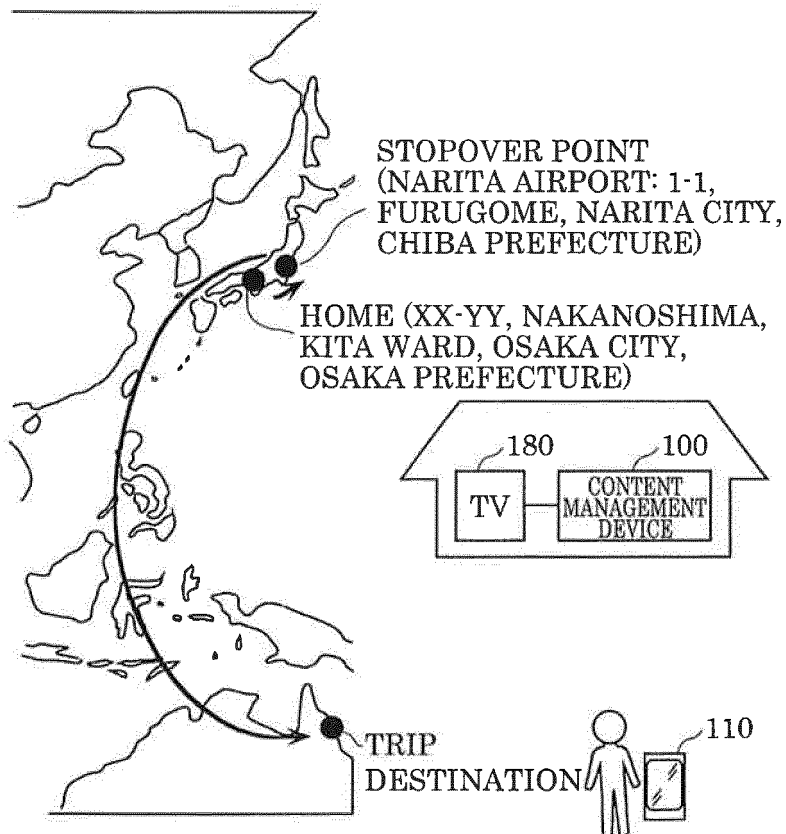 STOPOVER POINT
(NARITA AIRPORT: 1-1,
FURUGOME, NARITA CITY,
CHIBA PREFECTURE)
HOME (XX-YY, NAKANOSHIMA,
KITA WARD, OSAKA CITY,
OSAKA PREFECTURE)
180
100
TV
CONTENT
MANAGEMENT
DEVICE
110
TRIP
DESTINATION